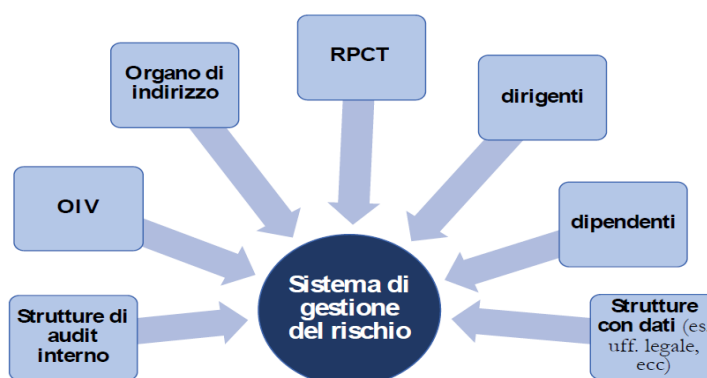 RPCT
Organo di
indirizzo
dirigenti
OIV
dipendenti
Sistema di
gestione
del rischio
Strutture di
audit
interno
Strutture
con dati (es
uff. legale,
ecc)